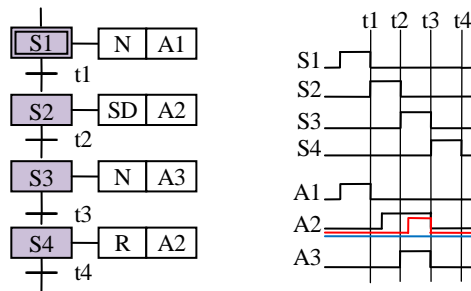 S1 N A1
t1
S2 SD A2
t2
S3 N A3
t3
S4 R A2
t4
t1 t2 t3 t4
S1
S2
S3
S4
A1
A2
A3